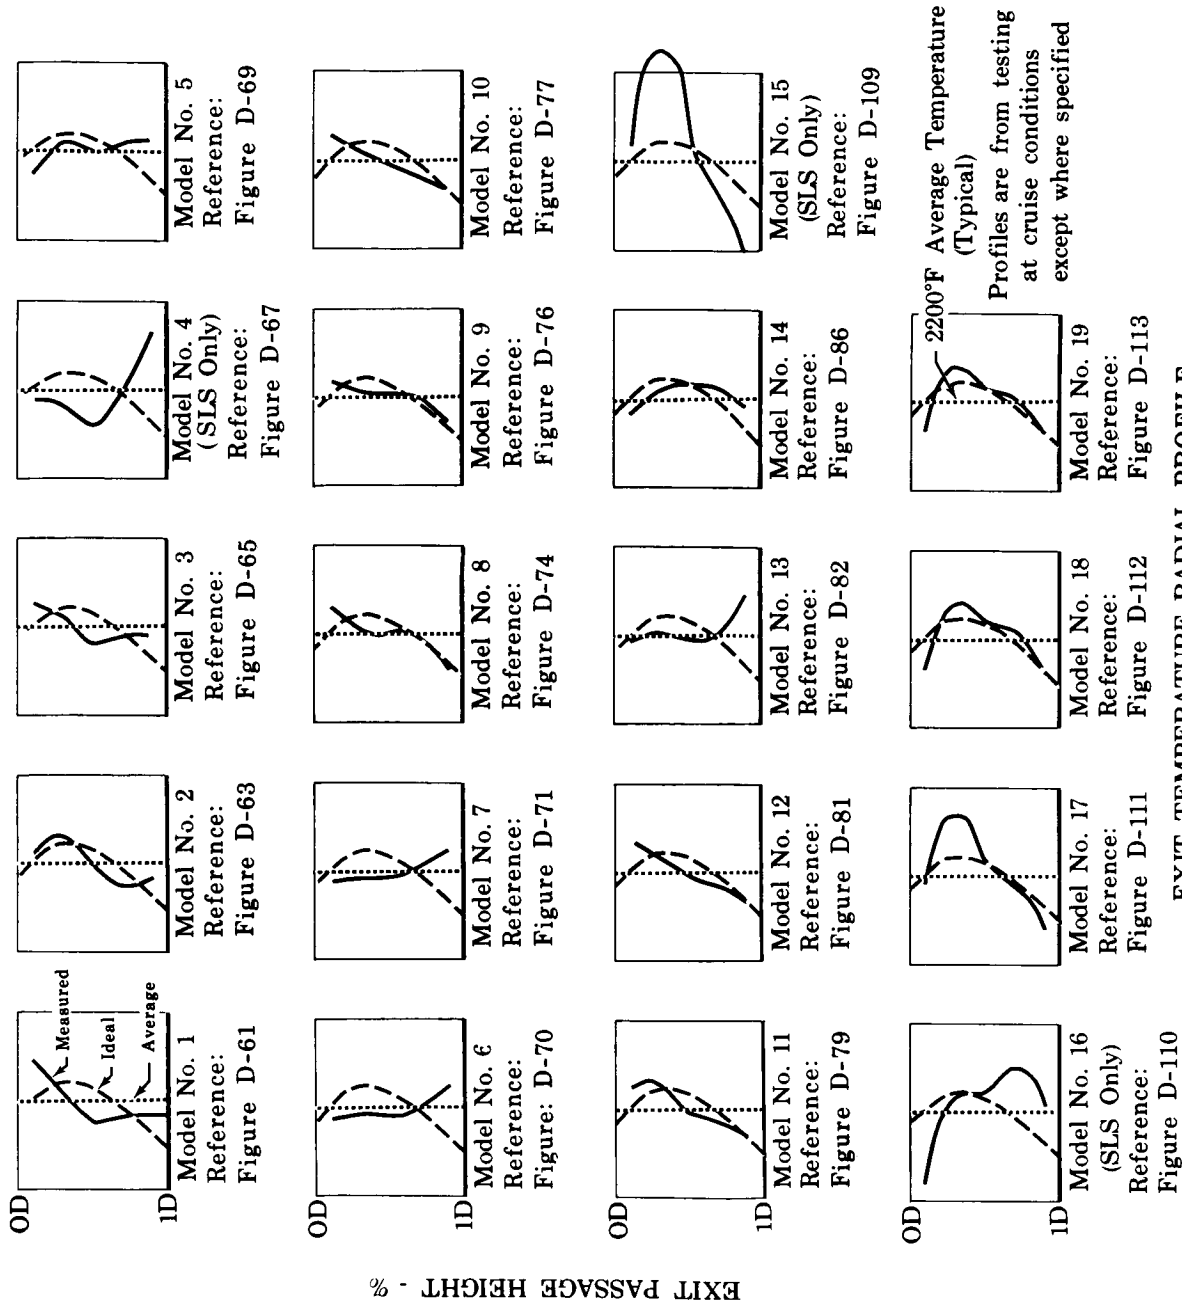 EXIT PASSAGE HEIGHT - %
OD
1D
Measured
Ideal
Average
Model No. 1
Reference:
Figure D-61
Model No. 2
Reference:
Figure D-63
Model No. 3
Reference:
Figure D-65
Model No. 4
(SLS Only)
Reference:
Figure D-67
Model No. 5
Reference:
Figure D-69
OD
1D
Model No. 6
Reference:
Figure: D-70
Model No. 7
Reference:
Figure D-71
Model No. 8
Reference:
Figure D-74
Model No. 9
Reference:
Figure D-76
Model No. 10
Reference:
Figure D-77
OD
1D
Model No. 11
Reference:
Figure D-79
Model No. 12
Reference:
Figure D-81
Model No. 13
Reference:
Figure D-82
Model No. 14
Reference:
Figure D-86
Model No. 15
(SLS Only)
Reference:
Figure D-109
OD
1D
Model No. 16
(SLS Only)
Reference:
Figure D-110
Model No. 17
Reference:
Figure D-111
Model No. 18
Reference:
Figure D-112
Model No. 19
Reference:
Figure D-113
2200°F Average Temperature
(Typical)
Profiles are from testing
at cruise conditions
except where specified
EXIT TEMPERATURE RADIAL PROFILE